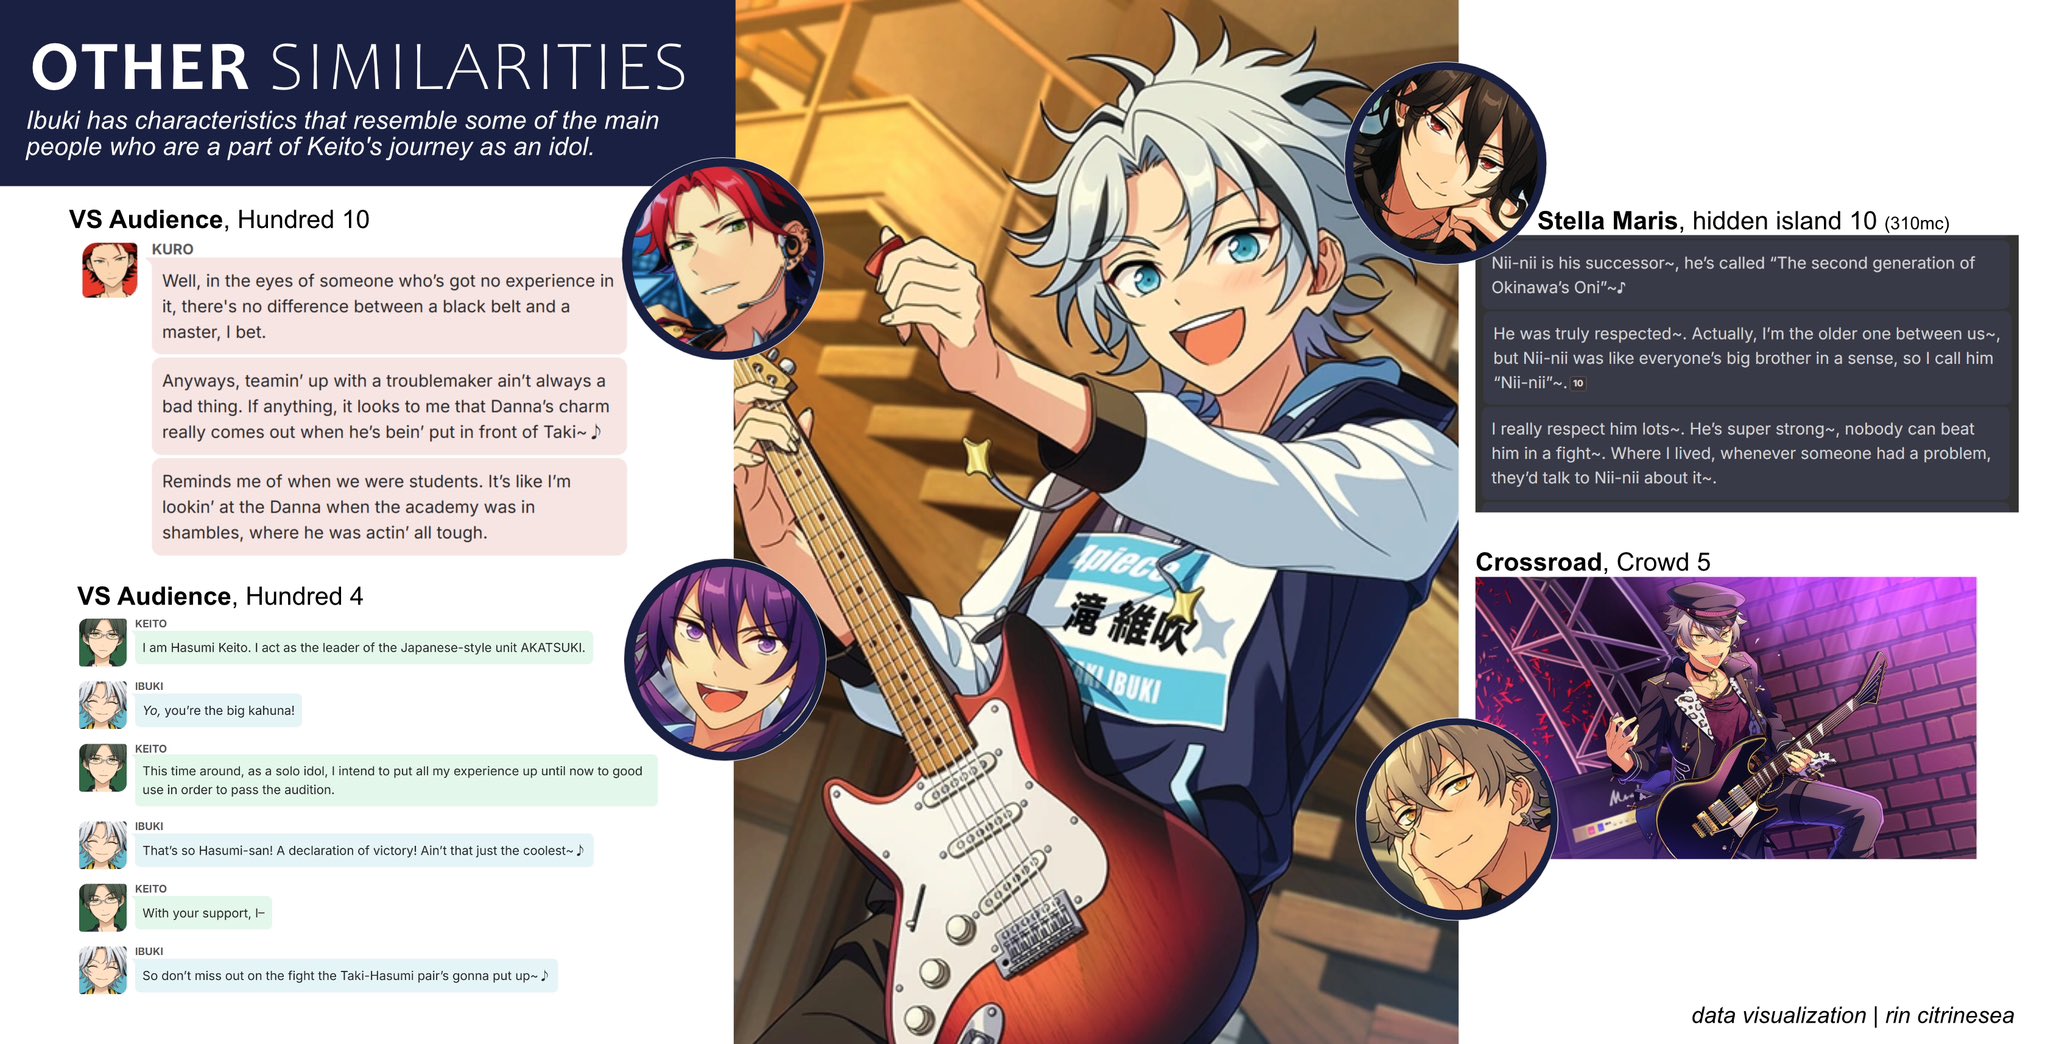 OTHER SIMILARITIES
Ibuki has characteristics that resemble some of the main
people who are a part of Keito's journey as an idol.
VS Audience, Hundred 10
KURO
Well, in the eyes of someone who's got no experience in
it, there's no difference between a black belt and a
master, I bet.
Anyways, teamin' up with a troublemaker ain't always a
bad thing. If anything, it looks to me that Danna's charm
really comes out when he's bein' put in front of Taki~♪
Reminds me of when we were students. It's like I'm
lookin' at the Danna when the academy was in
shambles, where he was actin' all tough.
VS Audience, Hundred 4
KEITO
I am Hasumi Keito. I act as the leader of the Japanese-style unit AKATSUKI.
IBUKI
Yo, you're the big kahuna!
KEITO
This time around, as a solo idol, I intend to put all my experience up until now to good
use in order to pass the audition.
IBUKI
That's so Hasumi-san! A declaration of victory! Ain't that just the coolest~♪
KEITO
With your support, I–
IBUKI
So don't miss out on the fight the Taki-Hasumi pair's gonna put up~♪
4piece
滝 維吹
AKI IBUKI
Stella Maris, hidden island 10 (310mc)
Nii-nii is his successor~, he's called "The second generation of
Okinawa's Oni"~♪
He was truly respected~. Actually, I'm the older one between us~,
but Nii-nii was like everyone's big brother in a sense, so I call him
"Nii-nii"~. 10
I really respect him lots~. He's super strong~, nobody can beat
him in a fight~. Where I lived, whenever someone had a problem,
they'd talk to Nii-nii about it~.
Crossroad, Crowd 5
data visualization | rin citrinesea